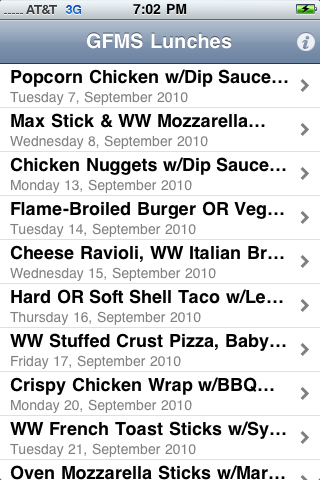 AT&T 3G 7:02 PM
GFMS Lunches
Popcorn Chicken w/Dip Sauce...
Tuesday 7, September 2010
Max Stick & WW Mozzarella...
Wednesday 8, September 2010
Chicken Nuggets w/Dip Sauce...
Monday 13, September 2010
Flame-Broiled Burger OR Veg...
Tuesday 14, September 2010
Cheese Ravioli, WW Italian Br...
Wednesday 15, September 2010
Hard OR Soft Shell Taco w/Le...
Thursday 16, September 2010
WW Stuffed Crust Pizza, Baby...
Friday 17, September 2010
Crispy Chicken Wrap w/BBQ...
Monday 20, September 2010
WW French Toast Sticks w/Sy...
Tuesday 21, September 2010
Oven Mozzarella Sticks w/Mar...